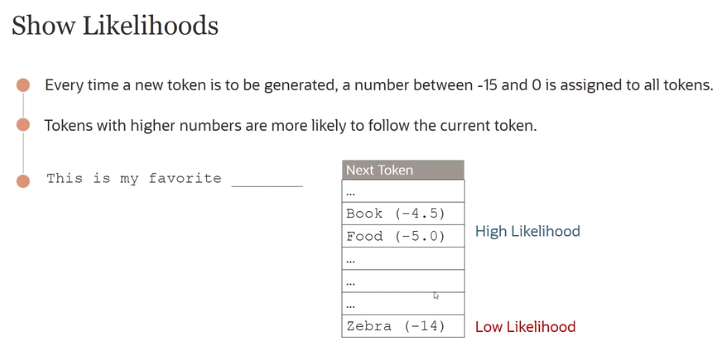 Show Likelihoods
Every time a new token is to be generated, a number between -15 and 0 is assigned to all tokens.
Tokens with higher numbers are more likely to follow the current token.
This is my favorite ________
Next Token
...
Book (-4.5)
Food (-5.0)
High Likelihood
...
...
...
Zebra (-14)
Low Likelihood